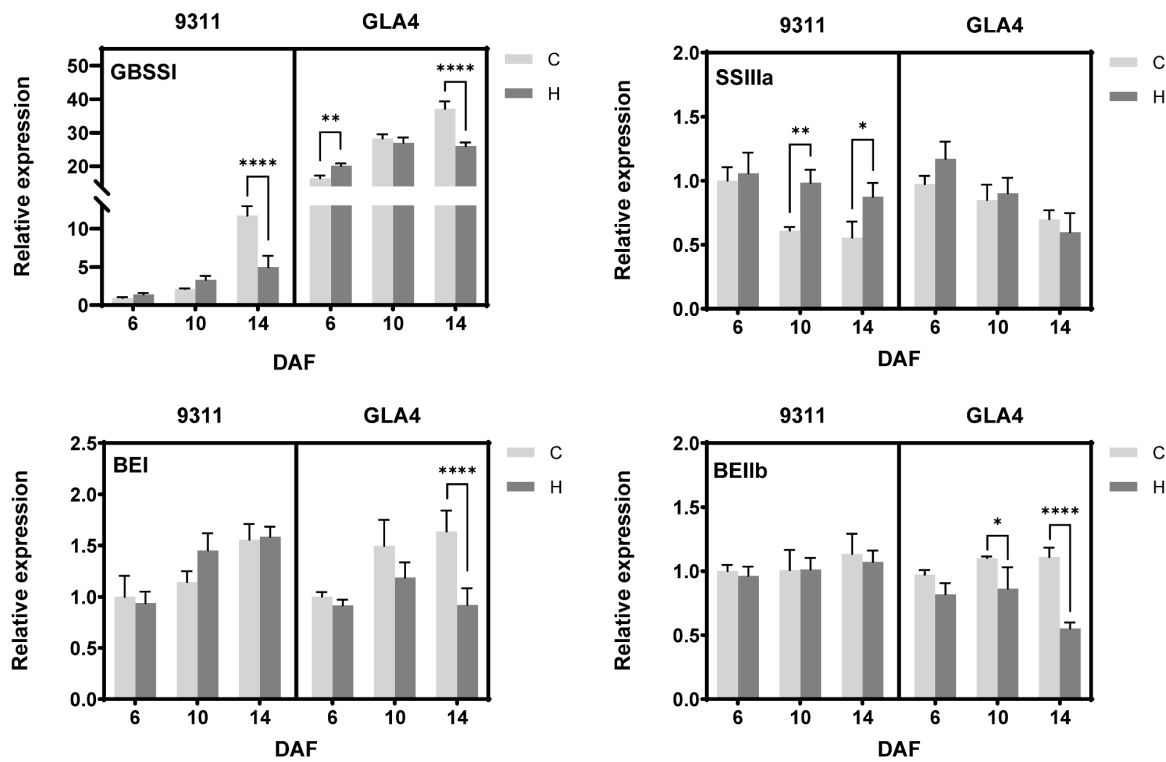 9311 GLA4
GBSSI
Relative expression
50
40
30
20
10
5
0
**
****
****
6 10 14 6 10 14
DAF
C
H
9311 GLA4
SSIIIa
Relative expression
2.0
1.5
1.0
0.5
0.0
**
*
6 10 14 6 10 14
DAF
C
H
9311 GLA4
BEI
Relative expression
2.5
2.0
1.5
1.0
0.5
0.0
****
6 10 14 6 10 14
DAF
C
H
9311 GLA4
BEIIb
Relative expression
2.0
1.5
1.0
0.5
0.0
*
****
6 10 14 6 10 14
DAF
C
H